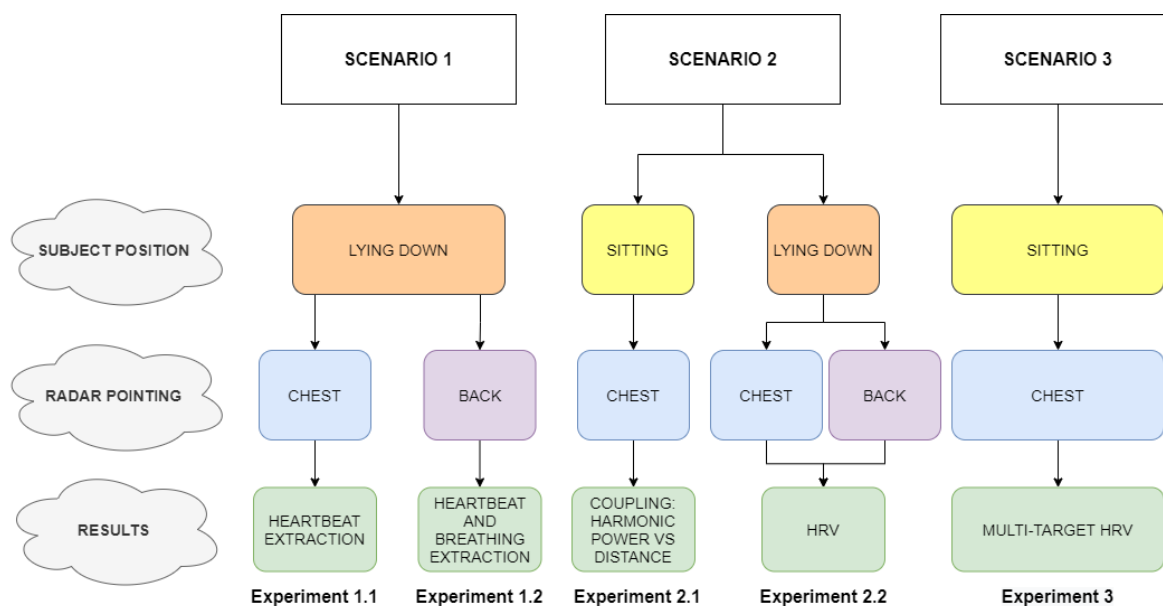 SCENARIO 1
SCENARIO 2
SCENARIO 3
SUBJECT POSITION
LYING DOWN
SITTING
LYING DOWN
SITTING
RADAR POINTING
CHEST
BACK
CHEST
CHEST
BACK
CHEST
RESULTS
HEARTBEAT
EXTRACTION
HEARTBEAT
AND
BREATHING
EXTRACTION
COUPLING:
HARMONIC
POWER VS
DISTANCE
HRV
MULTI-TARGET HRV
Experiment 1.1
Experiment 1.2
Experiment 2.1
Experiment 2.2
Experiment 3